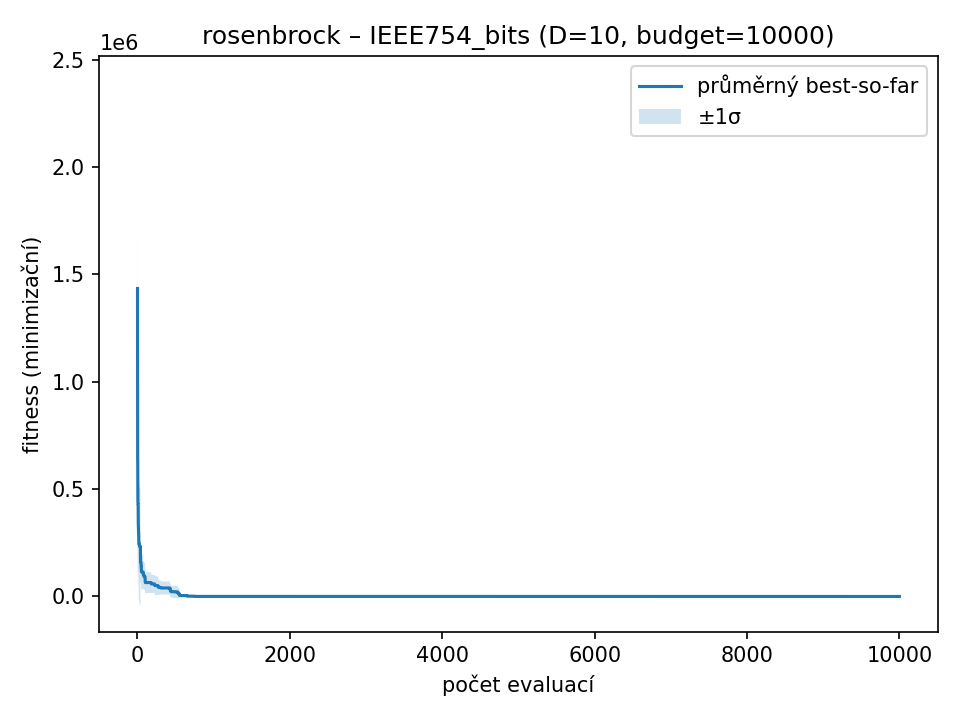 rosenbrock – IEEE754_bits (D=10, budget=10000)
1e6
2.5
2.0
1.5
1.0
0.5
0.0
fitness (minimizační)
průměrný best-so-far
±1σ
0 2000 4000 6000 8000 10000
počet evaluací